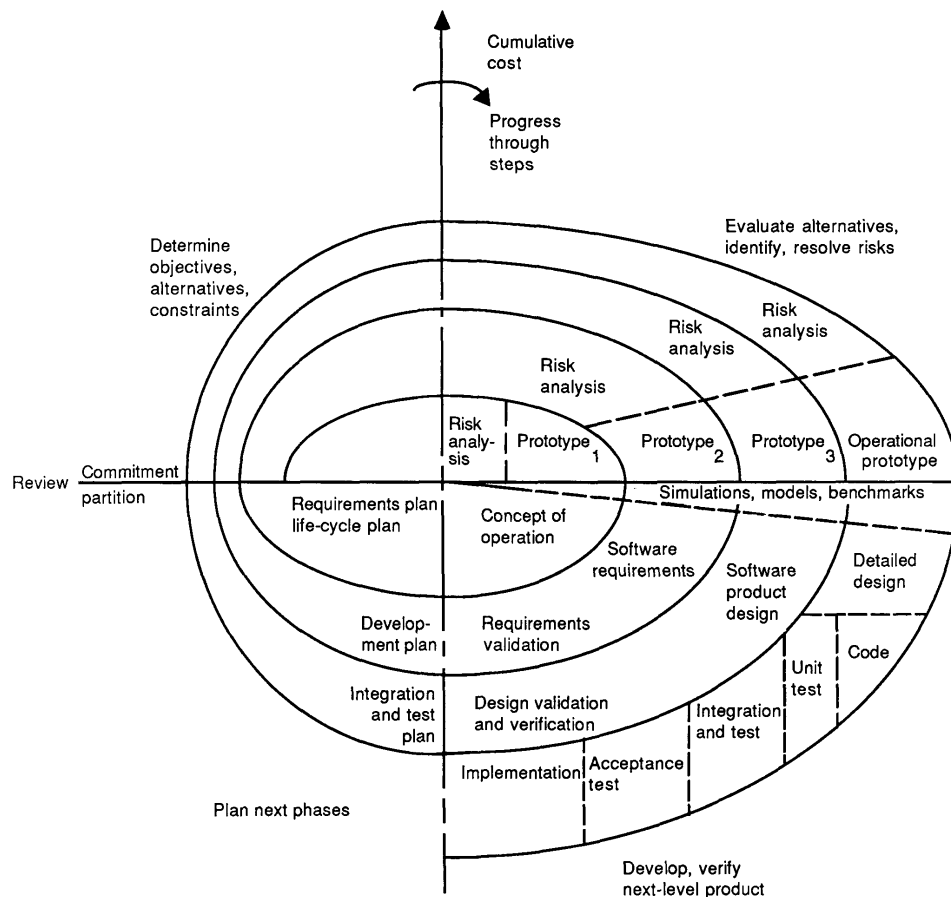 Cumulative
cost
Progress
through
steps
Evaluate alternatives,
identify, resolve risks
Determine
objectives,
alternatives,
constraints
Risk
analysis
Risk
analysis
Risk
analysis
Risk
analy-
sis
Prototype 1
Prototype 2
Prototype 3
Operational
prototype
Review
Commitment
partition
Simulations, models, benchmarks
Requirements plan
life-cycle plan
Concept of
operation
Software
requirements
Software
product
design
Detailed
design
Develop-
ment plan
Requirements
validation
Code
Unit
test
Integration
and test
plan
Design validation
and verification
Integration
and test
Acceptance
test
Implementation
Plan next phases
Develop, verify
next-level product